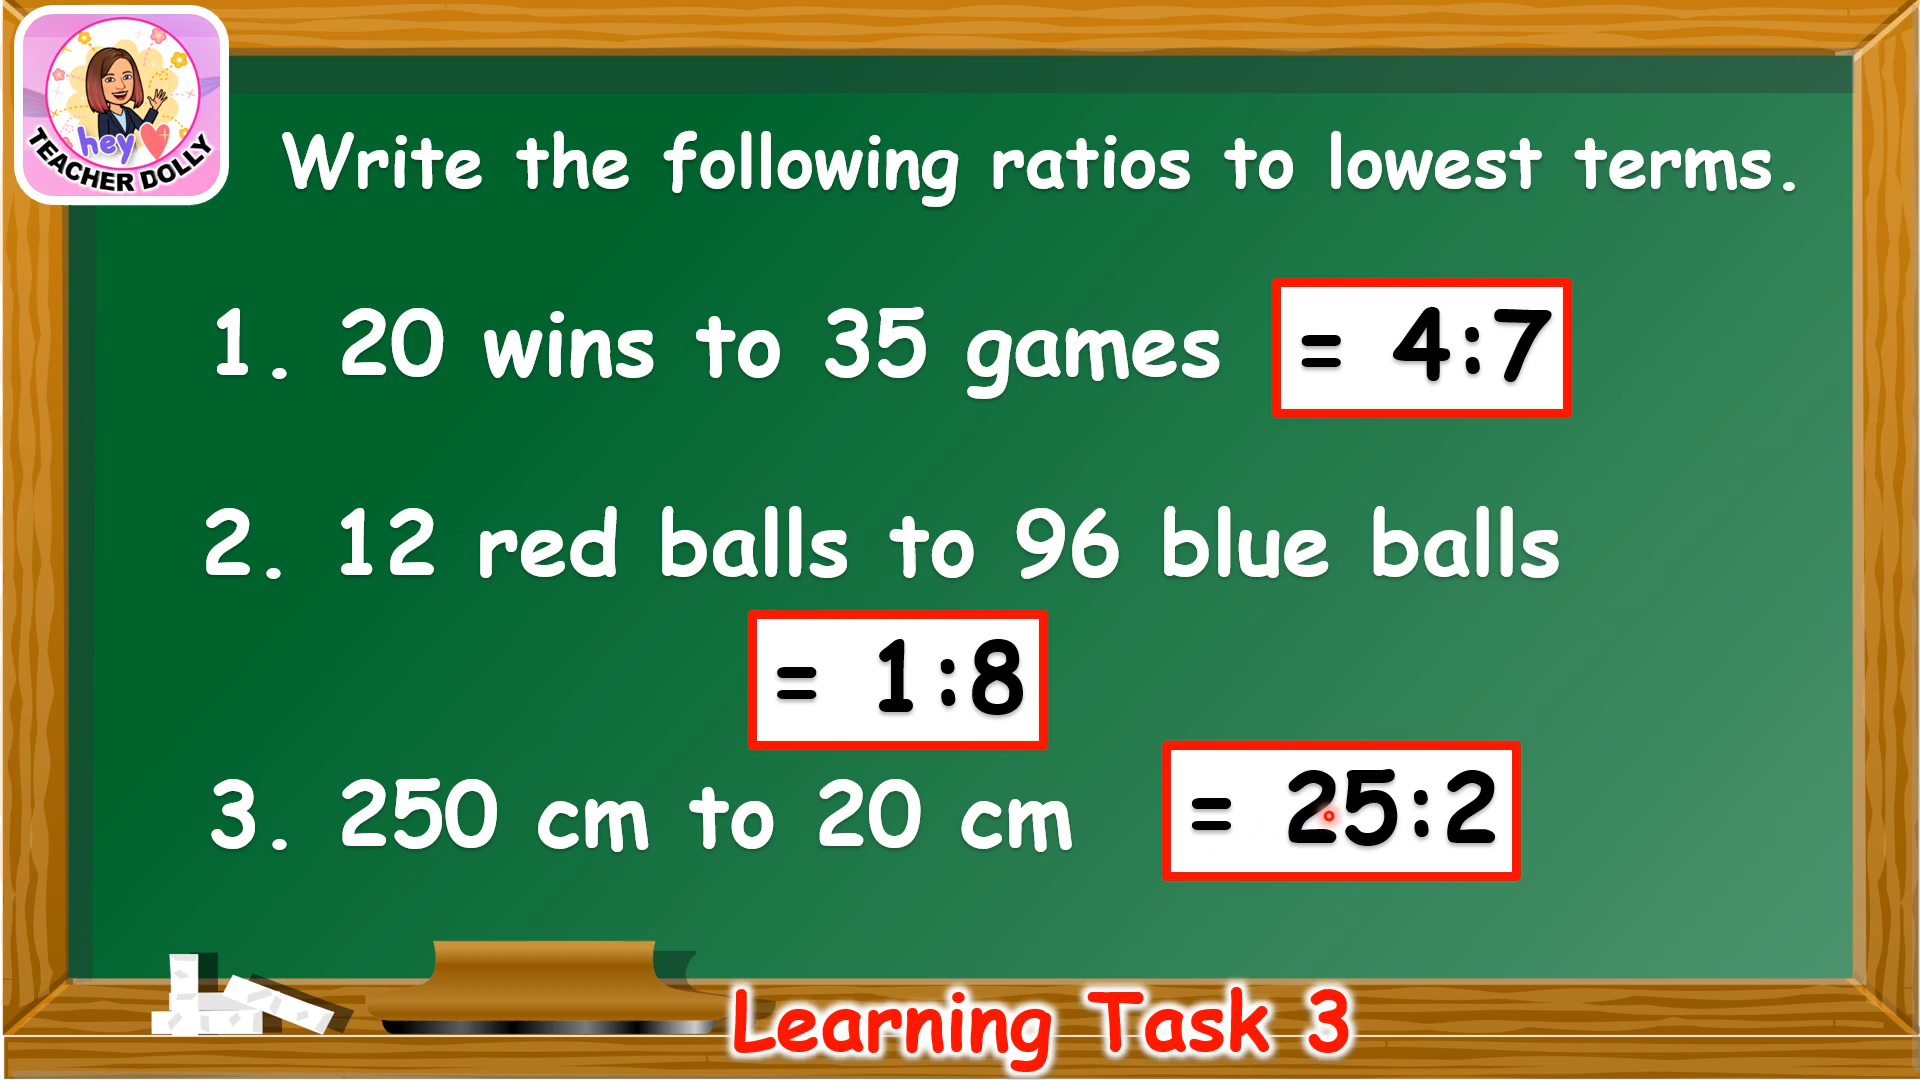 hey
TEACHER DOLLY
Write the following ratios to lowest terms.
1. 20 wins to 35 games = 4:7
2. 12 red balls to 96 blue balls
= 1:8
3. 250 cm to 20 cm = 25:2
Learning Task 3